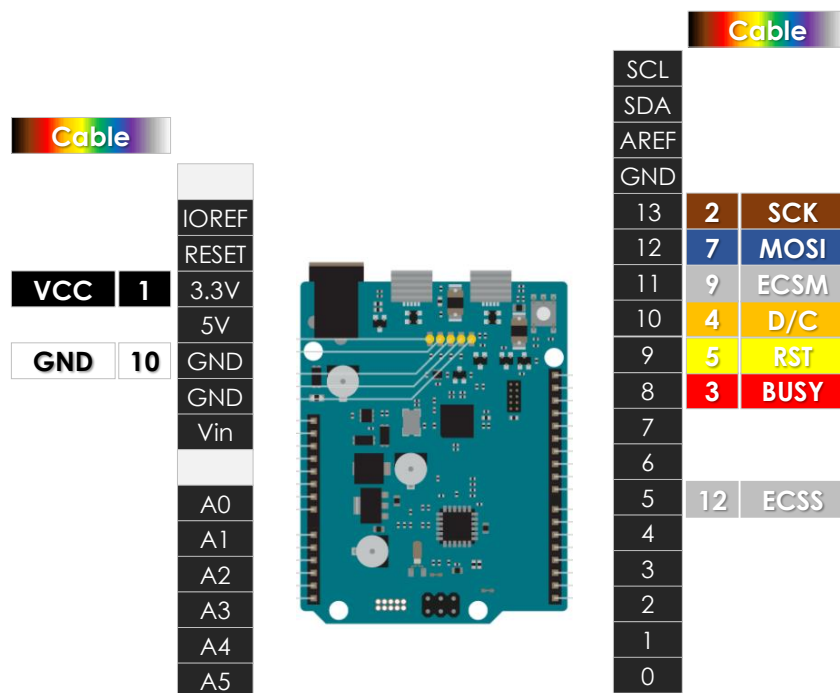 Cable
SCL
SDA
AREF
GND
13 2 SCK
12 7 MOSI
11 9 ECSM
10 4 D/C
9 5 RST
8 3 BUSY
7
6
5 12 ECSS
4
3
2
1
0
Cable
IOREF
RESET
VCC 1 3.3V
5V
GND 10 GND
GND
Vin
A0
A1
A2
A3
A4
A5